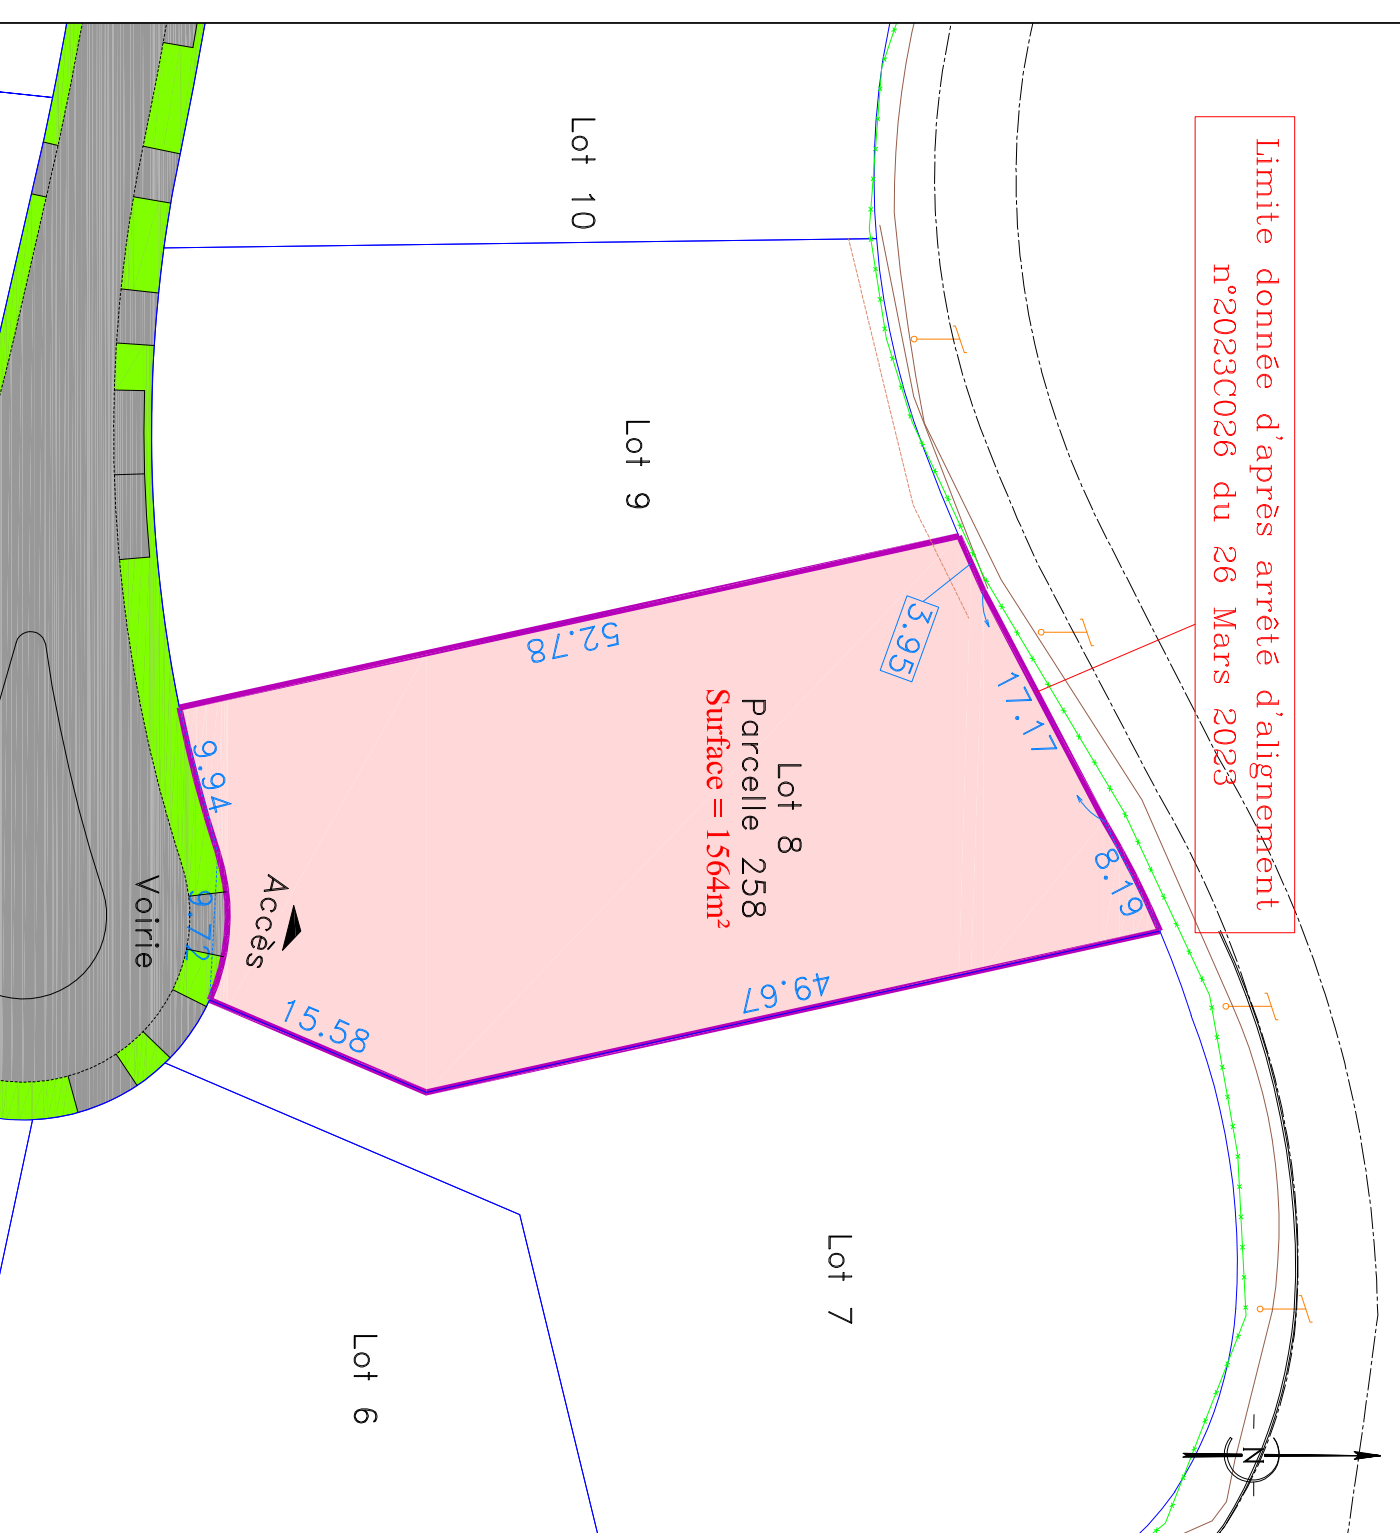 Limite donnée d'après arrêté d'alignement
n°2023C026 du 26 Mars 2023
Lot 10
Lot 9
3.95
52.78
17.17
Lot 8
Parcelle 258
Surface = 1564m²
8.19
9.94
9.72
Accès
Voirie
49.67
15.58
Lot 7
Lot 6
N